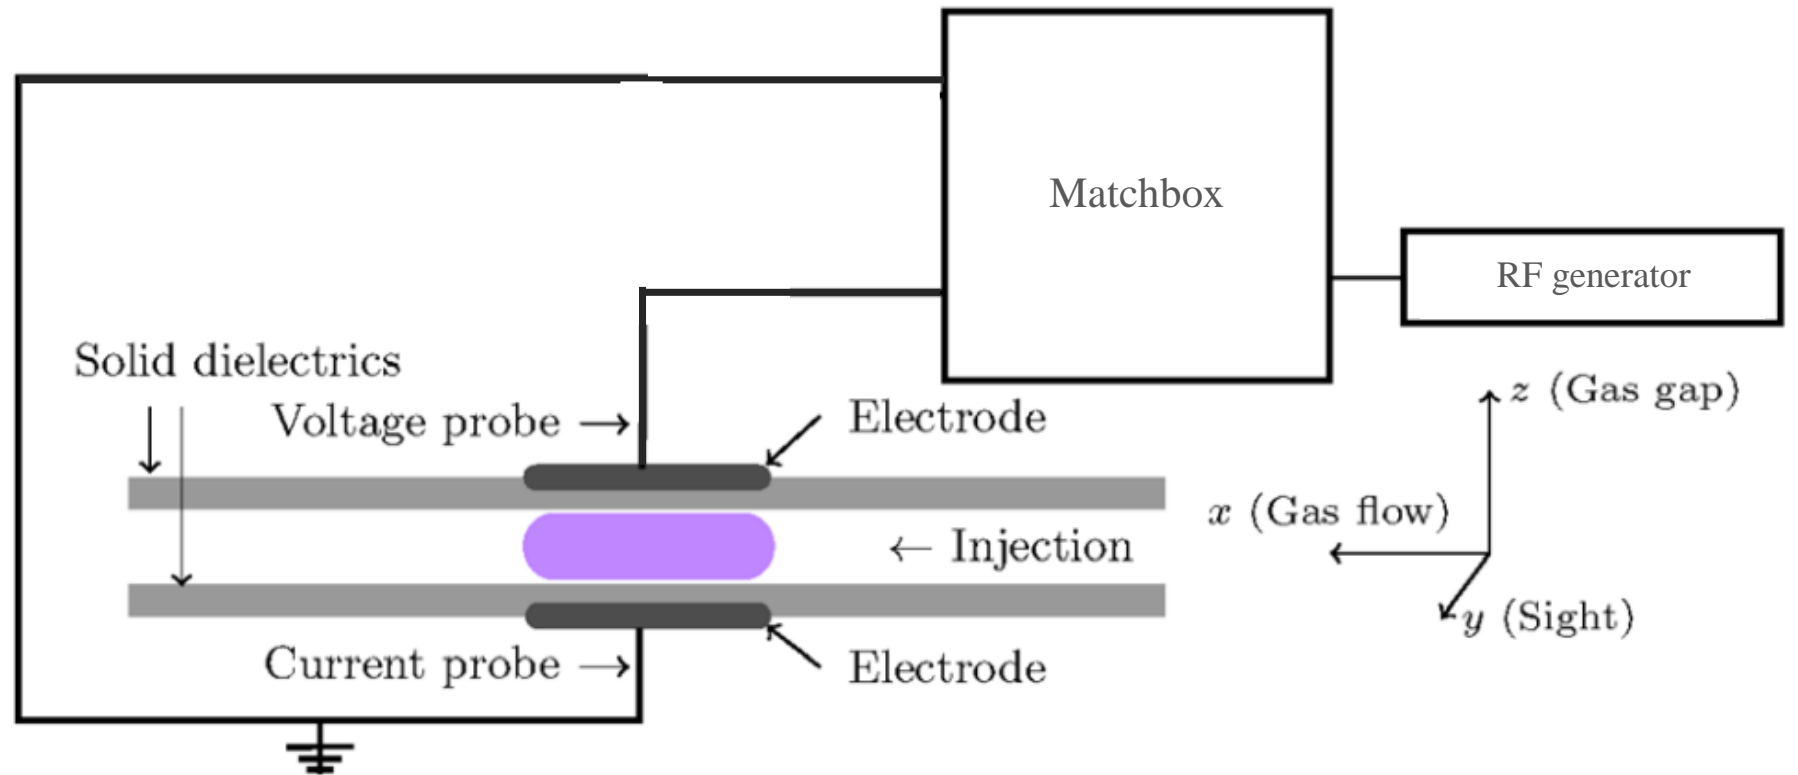 Matchbox
RF generator
Solid dielectrics
Voltage probe →
Electrode
z (Gas gap)
x (Gas flow)
← Injection
y (Sight)
Current probe →
Electrode